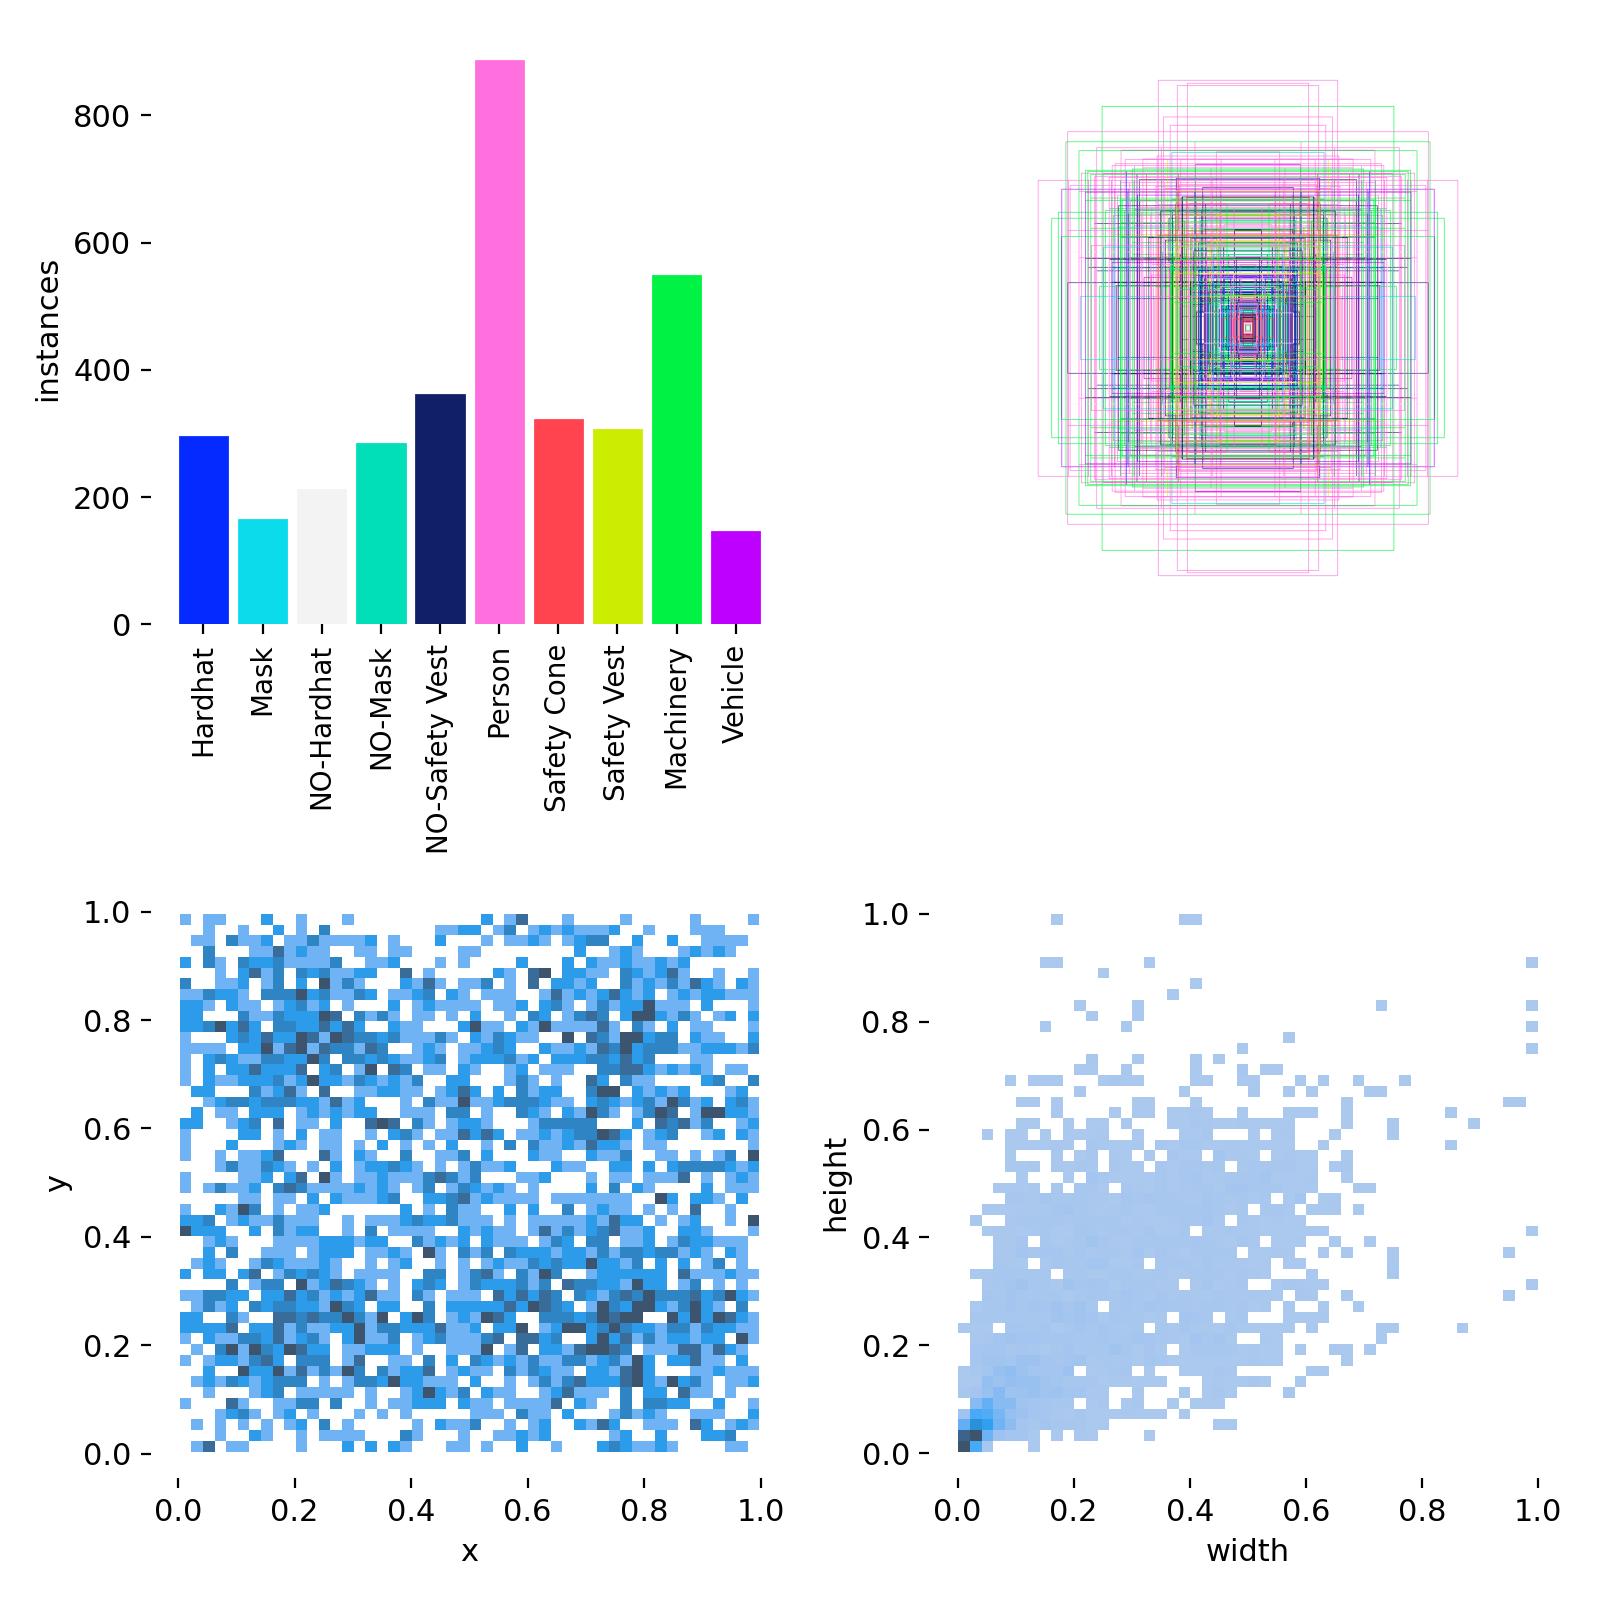 instances
800
600
400
200
0
Hardhat
Mask
NO-Hardhat
NO-Mask
NO-Safety Vest
Person
Safety Cone
Safety Vest
Machinery
Vehicle
y
1.0
0.8
0.6
0.4
0.2
0.0
0.0 0.2 0.4 0.6 0.8 1.0
x
height
1.0
0.8
0.6
0.4
0.2
0.0
0.0 0.2 0.4 0.6 0.8 1.0
width